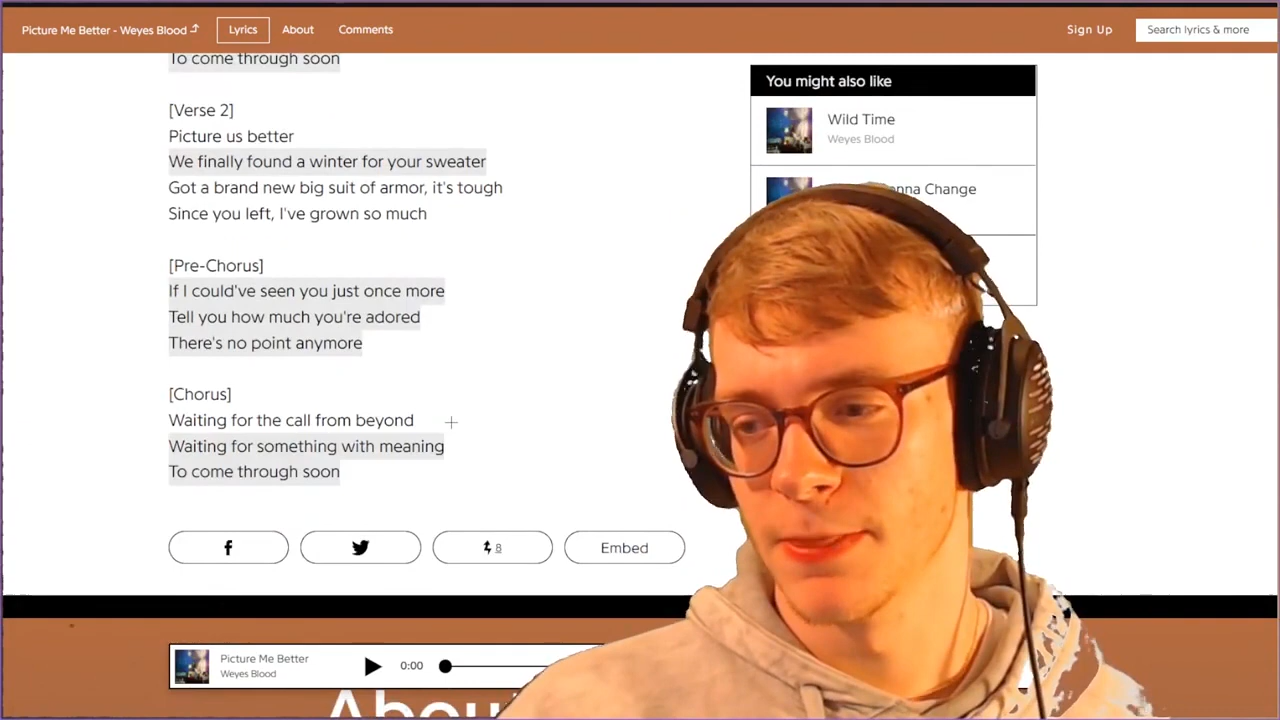 Picture Me Better - Weyes Blood
Lyrics
About
Comments
Sign Up
Search lyrics & more
To come through soon
[Verse 2]
Picture us better
We finally found a winter for your sweater
Got a brand new big suit of armor, it's tough
Since you left, I've grown so much
[Pre-Chorus]
If I could've seen you just once more
Tell you how much you're adored
There's no point anymore
[Chorus]
Waiting for the call from beyond
Waiting for something with meaning
To come through soon
You might also like
Wild Time
Weyes Blood
Change
f
8
Embed
Picture Me Better
Weyes Blood
0:00